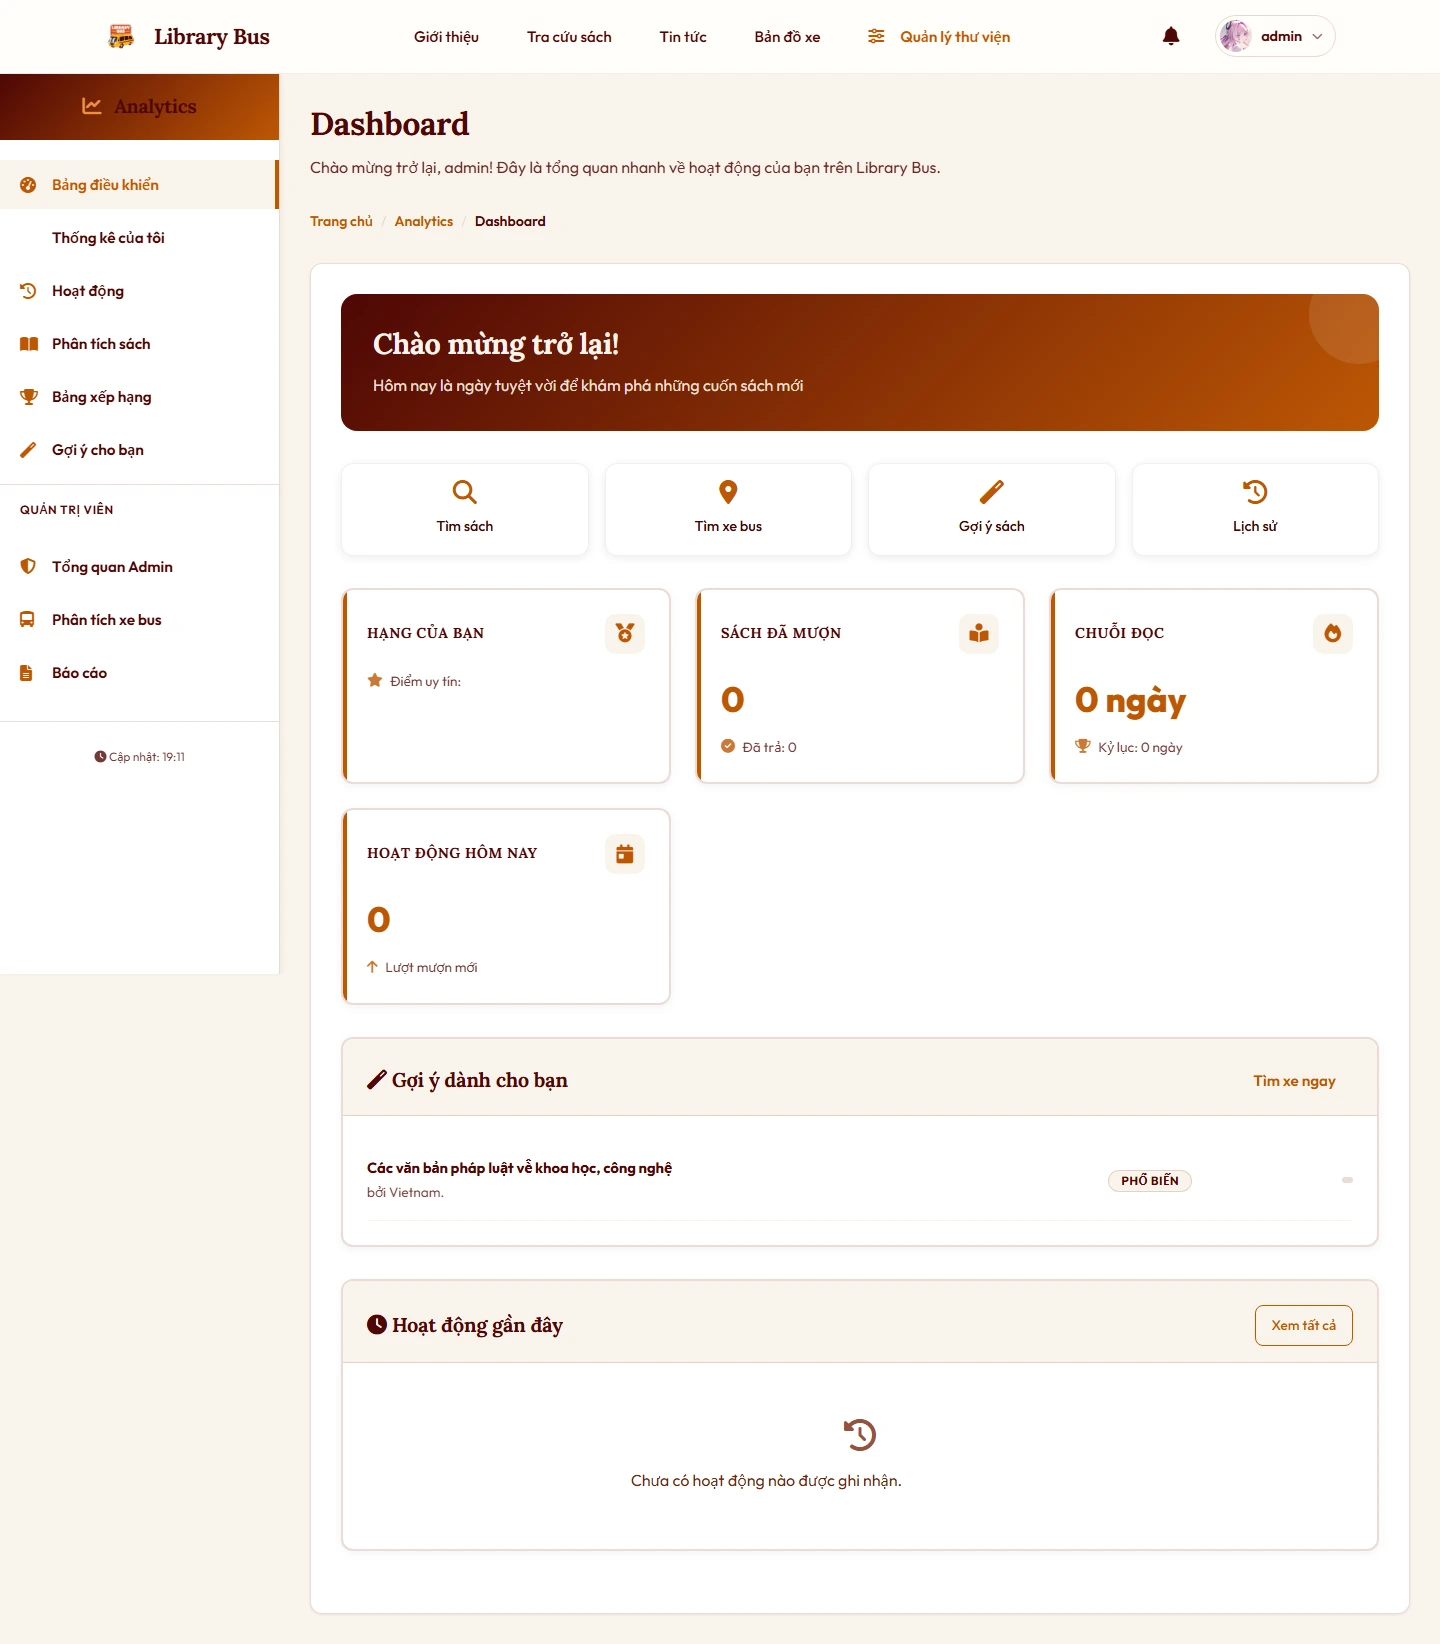 Library Bus
Giới thiệu
Tra cứu sách
Tin tức
Bản đồ xe
Quản lý thư viện
admin
Analytics
Bảng điều khiển
Thống kê của tôi
Hoạt động
Phân tích sách
Bảng xếp hạng
Gợi ý cho bạn
QUẢN TRỊ VIÊN
Tổng quan Admin
Phân tích xe bus
Báo cáo
Cập nhật: 19:11
Dashboard
Chào mừng trở lại, admin! Đây là tổng quan nhanh về hoạt động của bạn trên Library Bus.
Trang chủ / Analytics / Dashboard
Chào mừng trở lại!
Hôm nay là ngày tuyệt vời để khám phá những cuốn sách mới
Tìm sách
Tìm xe bus
Gợi ý sách
Lịch sử
HẠNG CỦA BẠN
Điểm uy tín:
SÁCH ĐÃ MƯỢN
0
Đã trả: 0
CHUỖI ĐỌC
0 ngày
Kỷ lục: 0 ngày
HOẠT ĐỘNG HÔM NAY
0
Lượt mượn mới
Gợi ý dành cho bạn
Tìm xe ngay
Các văn bản pháp luật về khoa học, công nghệ
bởi Vietnam.
PHỔ BIẾN
Hoạt động gần đây
Xem tất cả
Chưa có hoạt động nào được ghi nhận.